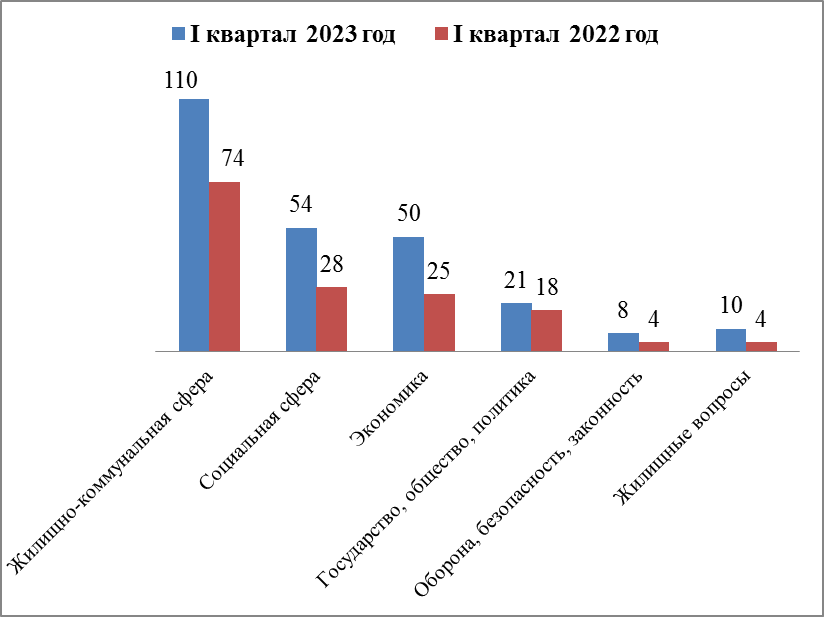 I квартал 2023 год I квартал 2022 год
110
74
54
28
50
25
21
18
8
4
10
4
Жилищно-коммунальная сфера
Социальная сфера
Экономика
Государство, общество, политика
Оборона, безопасность, законность
Жилищные вопросы